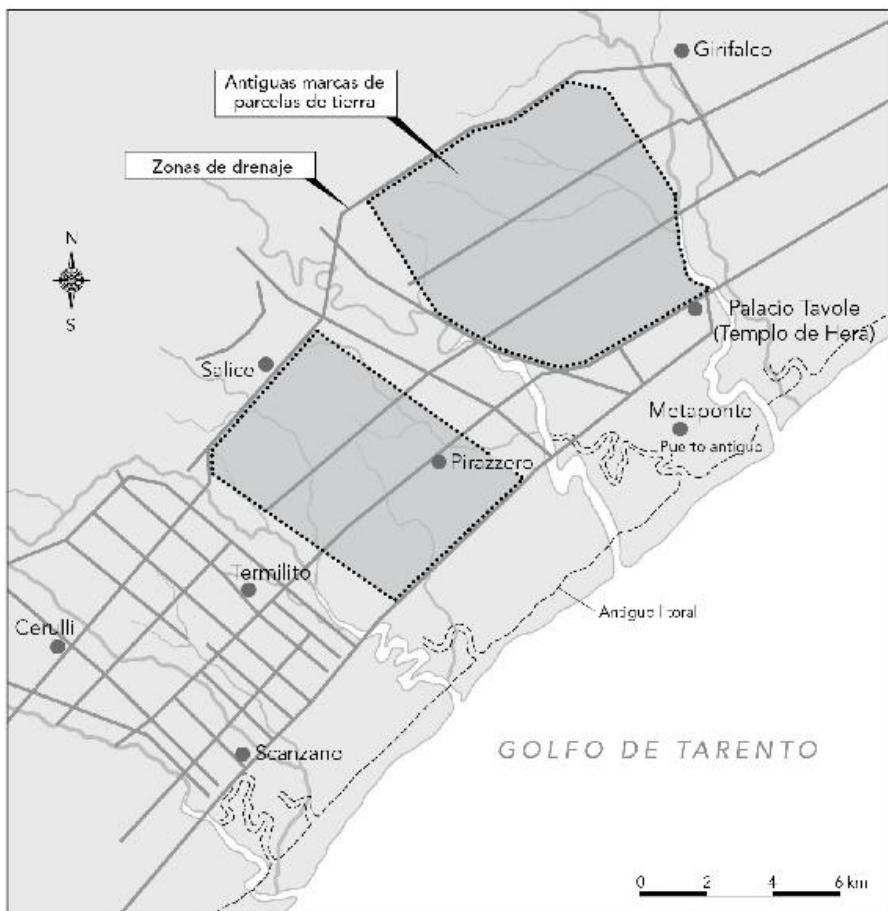 Girifalco
Antiguas marcas de
parcelas de tierra
Zonas de drenaje
N
S
Palacio Tavole
(Templo de Hera)
Salice
Metaponto
Puerto antiguo
Pirazzero
Termilito
Antiguo litoral
Cerulli
Scanzano
GOLFO DE TARENTO
0 2 4 6 km